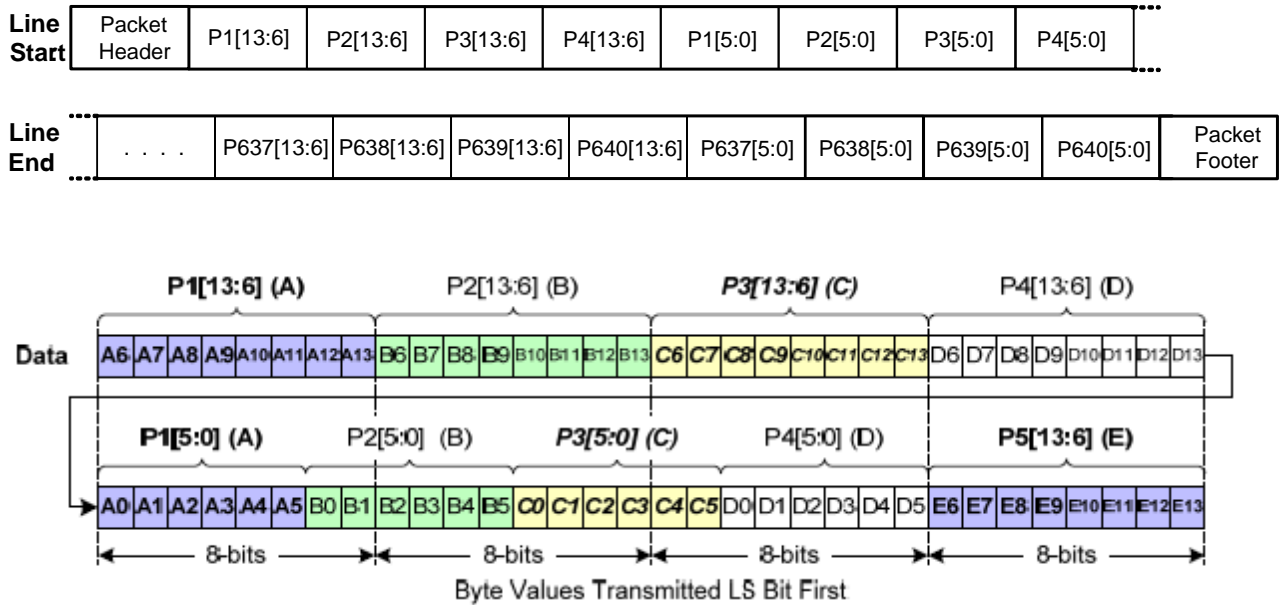 Line Start Packet Header P1[13:6] P2[13:6] P3[13:6] P4[13:6] P1[5:0] P2[5:0] P3[5:0] P4[5:0]
Line End . . . . P637[13:6] P638[13:6] P639[13:6] P640[13:6] P637[5:0] P638[5:0] P639[5:0] P640[5:0] Packet Footer
P1[13:6] (A) P2[13:6] (B) P3[13:6] (C) P4[13:6] (D)
Data A6 A7 A8 A9 A10 A11 A12 A13 B6 B7 B8 B9 B10 B11 B12 B13 C6 C7 C8 C9 C10 C11 C12 C13 D6 D7 D8 D9 D10 D11 D12 D13
P1[5:0] (A) P2[5:0] (B) P3[5:0] (C) P4[5:0] (D) P5[13:6] (E)
A0 A1 A2 A3 A4 A5 B0 B1 B2 B3 B4 B5 C0 C1 C2 C3 C4 C5 D0 D1 D2 D3 D4 D5 E6 E7 E8 E9 E10 E11 E12 E13
8-bits 8-bits 8-bits 8-bits
Byte Values Transmitted LS Bit First